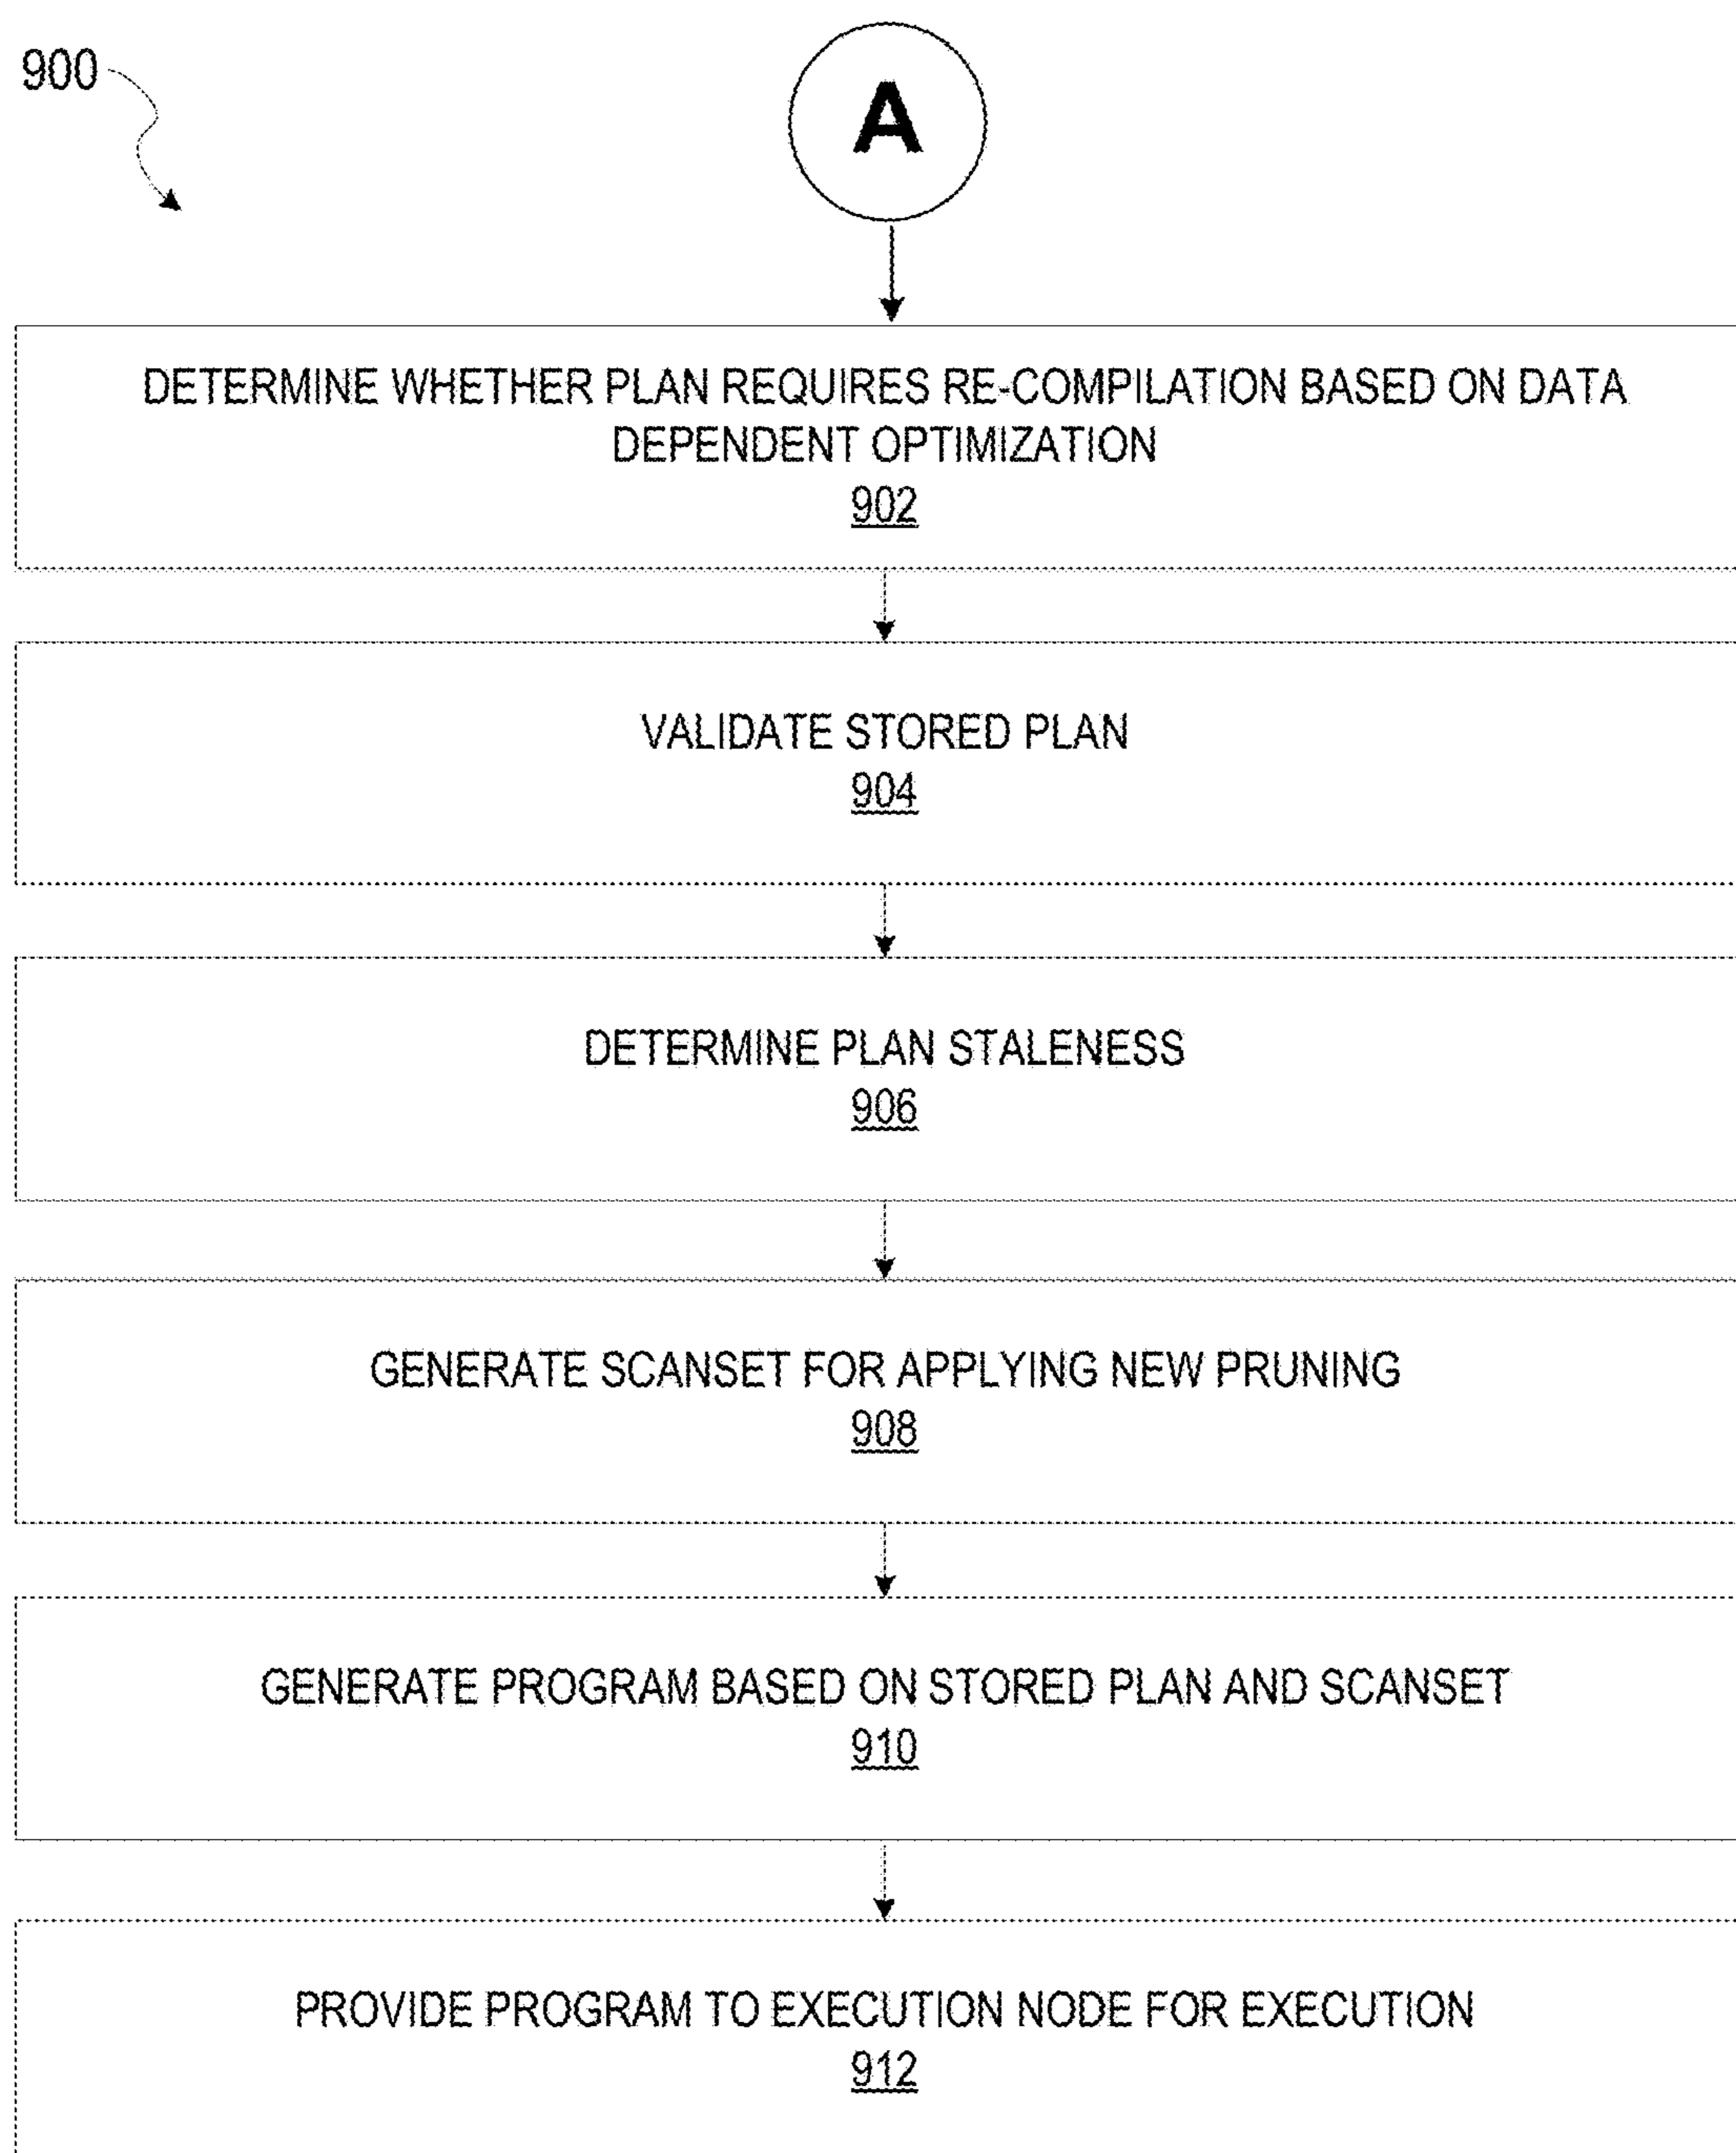 900
A
DETERMINE WHETHER PLAN REQUIRES RE-COMPILATION BASED ON DATA
DEPENDENT OPTIMIZATION
902
VALIDATE STORED PLAN
904
DETERMINE PLAN STALENESS
906
GENERATE SCANSET FOR APPLYING NEW PRUNING
908
GENERATE PROGRAM BASED ON STORED PLAN AND SCANSET
910
PROVIDE PROGRAM TO EXECUTION NODE FOR EXECUTION
912